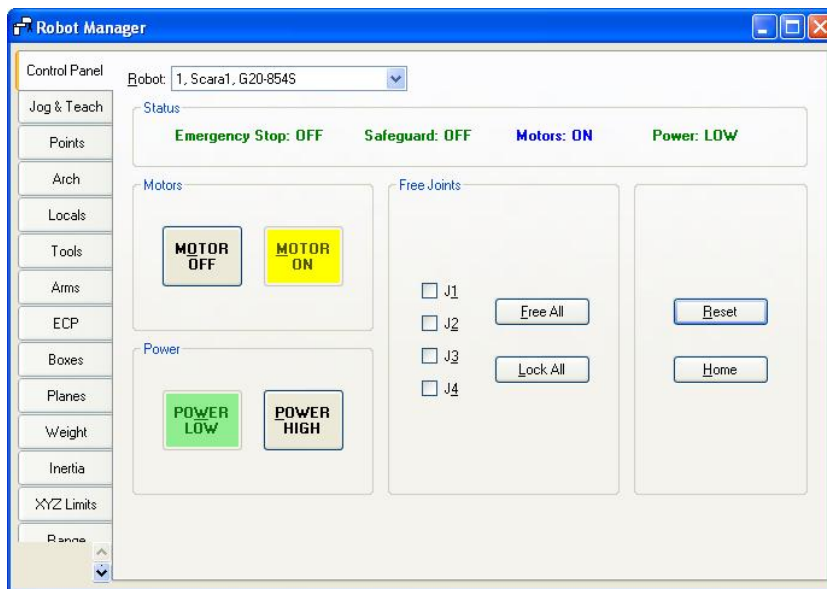 Robot Manager
Control Panel
Jog & Teach
Points
Arch
Locals
Tools
Arms
ECP
Boxes
Planes
Weight
Inertia
XYZ Limits
Range
Robot: 1, Scara1, G20-854S
Status
Emergency Stop: OFF Safeguard: OFF Motors: ON Power: LOW
Motors
MOTOR OFF
MOTOR ON
Power
POWER LOW
POWER HIGH
Free Joints
J1
J2
J3
J4
Free All
Lock All
Reset
Home